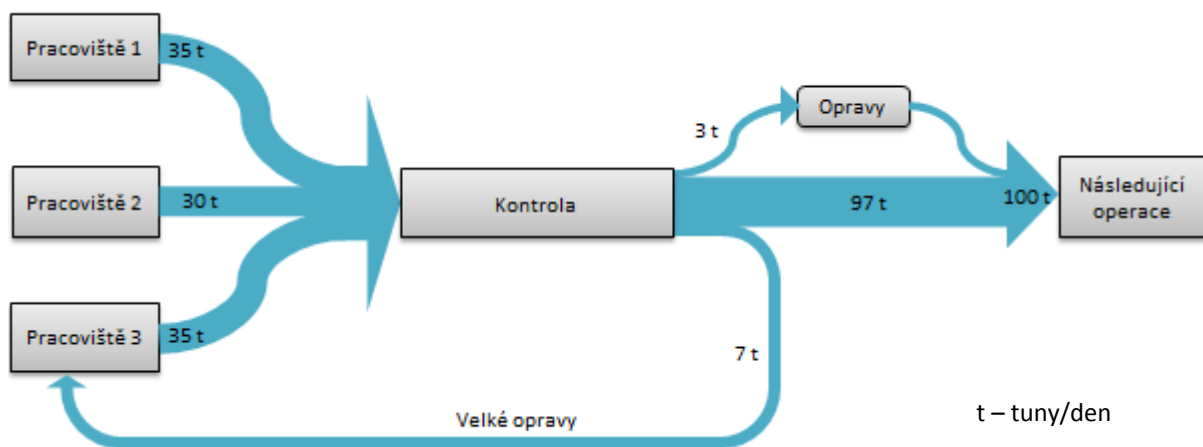 Pracoviště 1
35 t
Opravy
3 t
Pracoviště 2
30 t
Kontrola
97 t
100 t
Následující
operace
Pracoviště 3
35 t
7 t
Velké opravy
t – tuny/den